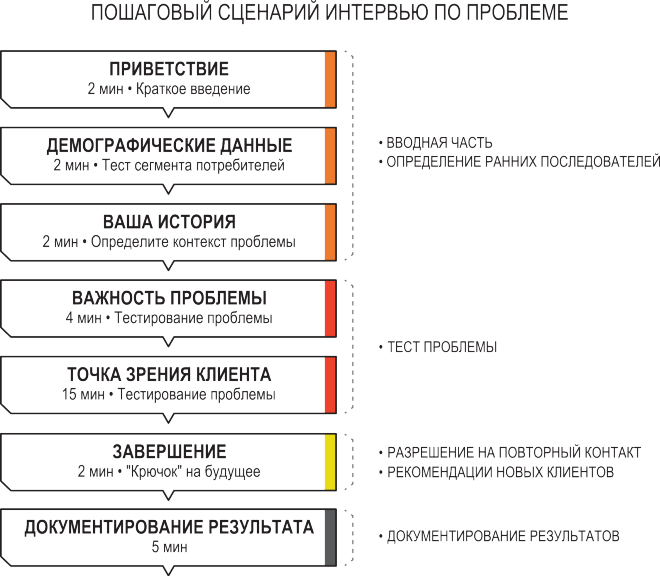 ПОШАГОВЫЙ СЦЕНАРИЙ ИНТЕРВЬЮ ПО ПРОБЛЕМЕ
ПРИВЕТСТВИЕ
2 мин • Краткое введение
ДЕМОГРАФИЧЕСКИЕ ДАННЫЕ
2 мин • Тест сегмента потребителей
• ВВОДНАЯ ЧАСТЬ
• ОПРЕДЕЛЕНИЕ РАННИХ ПОСЛЕДОВАТЕЛЕЙ
ВАША ИСТОРИЯ
2 мин • Определите контекст проблемы
ВАЖНОСТЬ ПРОБЛЕМЫ
4 мин • Тестирование проблемы
• ТЕСТ ПРОБЛЕМЫ
ТОЧКА ЗРЕНИЯ КЛИЕНТА
15 мин • Тестирование проблемы
ЗАВЕРШЕНИЕ
2 мин • "Крючок" на будущее
• РАЗРЕШЕНИЕ НА ПОВТОРНЫЙ КОНТАКТ
• РЕКОМЕНДАЦИИ НОВЫХ КЛИЕНТОВ
ДОКУМЕНТИРОВАНИЕ РЕЗУЛЬТАТА
5 мин
• ДОКУМЕНТИРОВАНИЕ РЕЗУЛЬТАТОВ